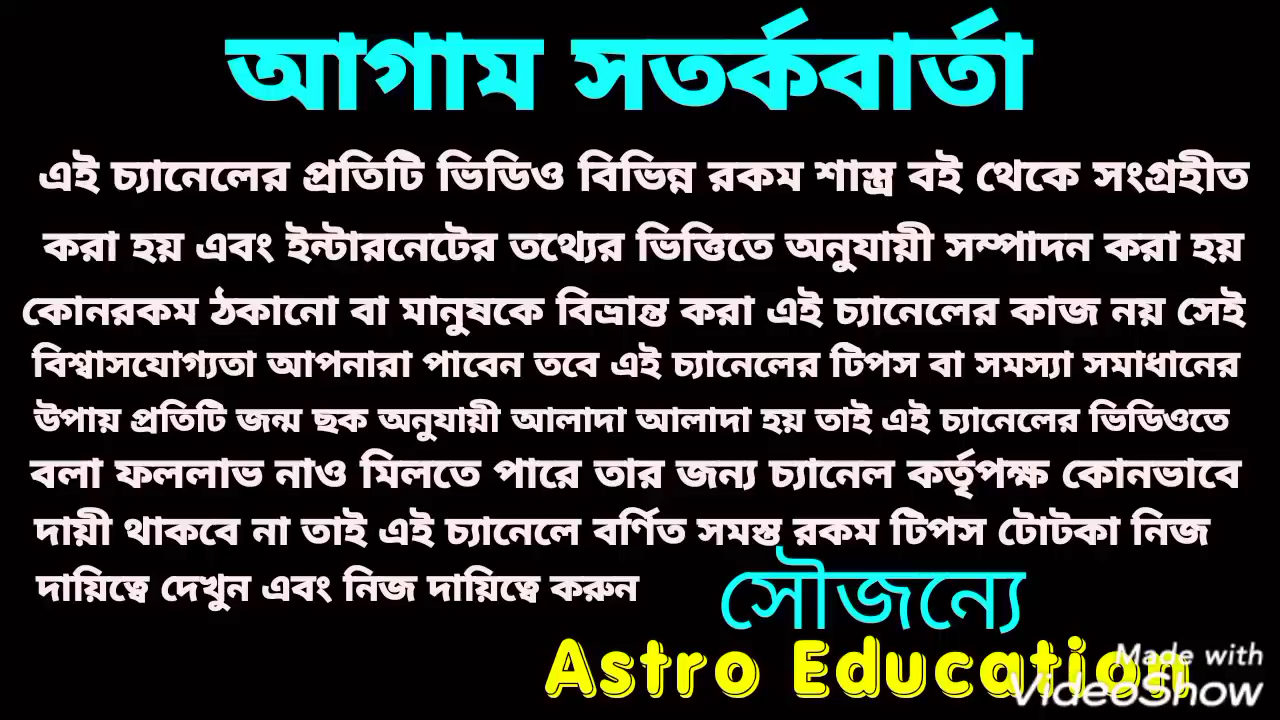 আগাম সতর্কবার্তা
এই চ্যানেলের প্রতিটি ভিডিও বিভিন্ন রকম শাস্ত্র বই থেকে সংগ্রহীত
করা হয় এবং ইন্টারনেটের তথ্যের ভিত্তিতে অনুযায়ী সম্পাদন করা হয়
কোনরকম ঠকানো বা মানুষকে বিভ্রান্ত করা এই চ্যানেলের কাজ নয় সেই
বিশ্বাসযোগ্যতা আপনারা পাবেন তবে এই চ্যানেলের টিপস বা সমস্যা সমাধানের
উপায় প্রতিটি জন্ম ছক অনুযায়ী আলাদা আলাদা হয় তাই এই চ্যানেলের ভিডিওতে
বলা ফললাভ নাও মিলতে পারে তার জন্য চ্যানেল কর্তৃপক্ষ কোনভাবে
দায়ী থাকবে না তাই এই চ্যানেলে বর্ণিত সমস্ত রকম টিপস টোটকা নিজ
দায়িত্বে দেখুন এবং নিজ দায়িত্বে করুন
সৌজন্যে
Astro Education
Made with
VideoShow